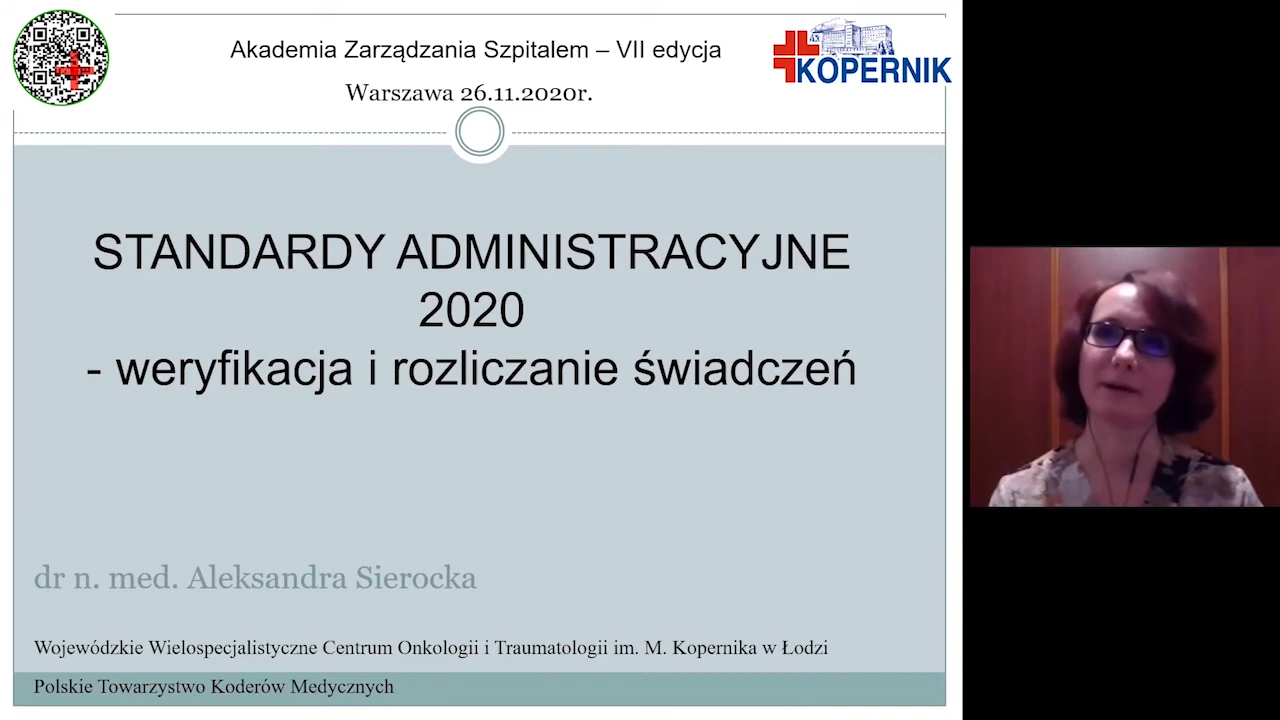 Akademia Zarządzania Szpitalem – VII edycja
KOPERNIK
Warszawa 26.11.2020r.
STANDARDY ADMINISTRACYJNE
2020
- weryfikacja i rozliczanie świadczeń
dr n. med. Aleksandra Sierocka
Wojewódzkie Wielospecjalistyczne Centrum Onkologii i Traumatologii im. M. Kopernika w Łodzi
Polskie Towarzystwo Koderów Medycznych